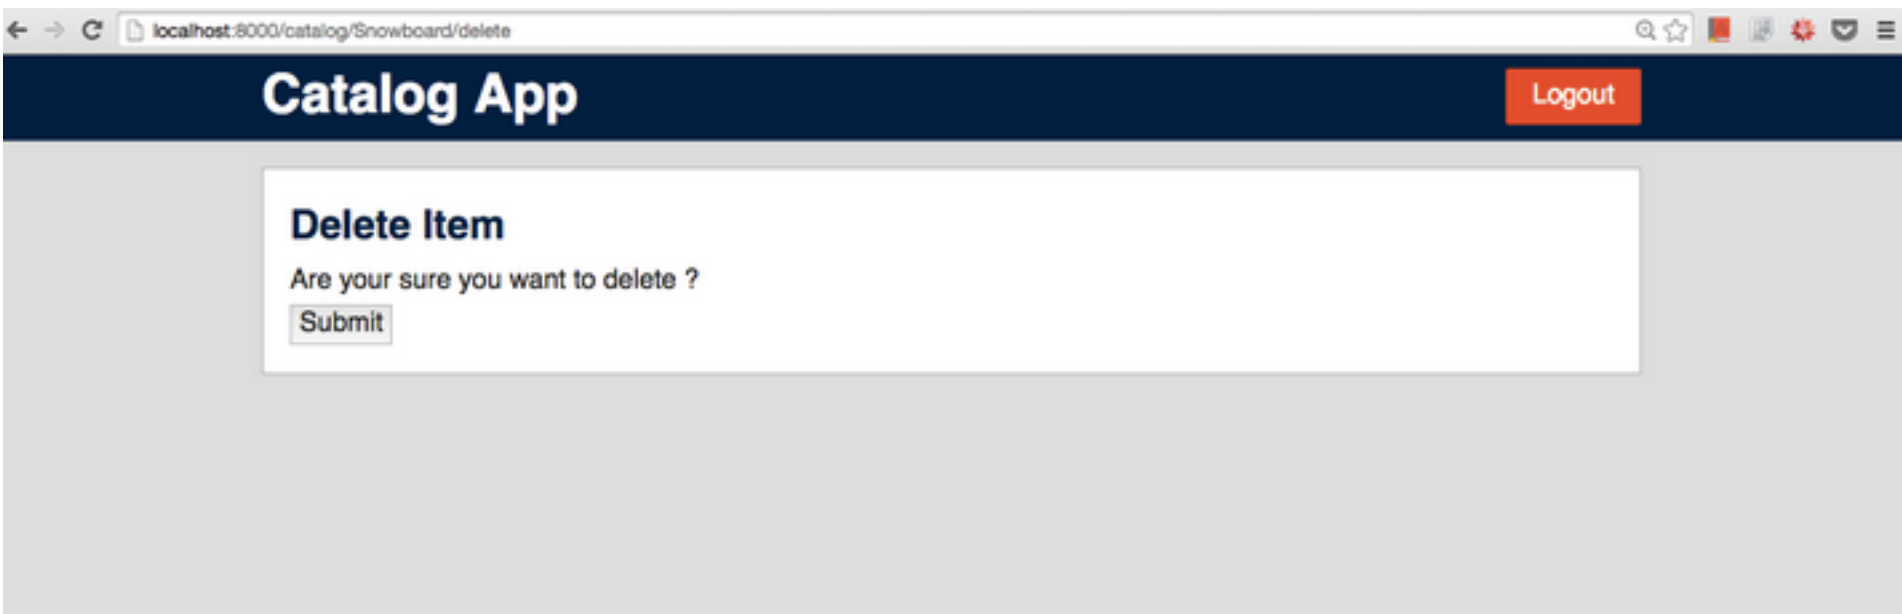 localhost:8000/catalog/Snowboard/delete
Catalog App
Logout
Delete Item
Are your sure you want to delete ?
Submit